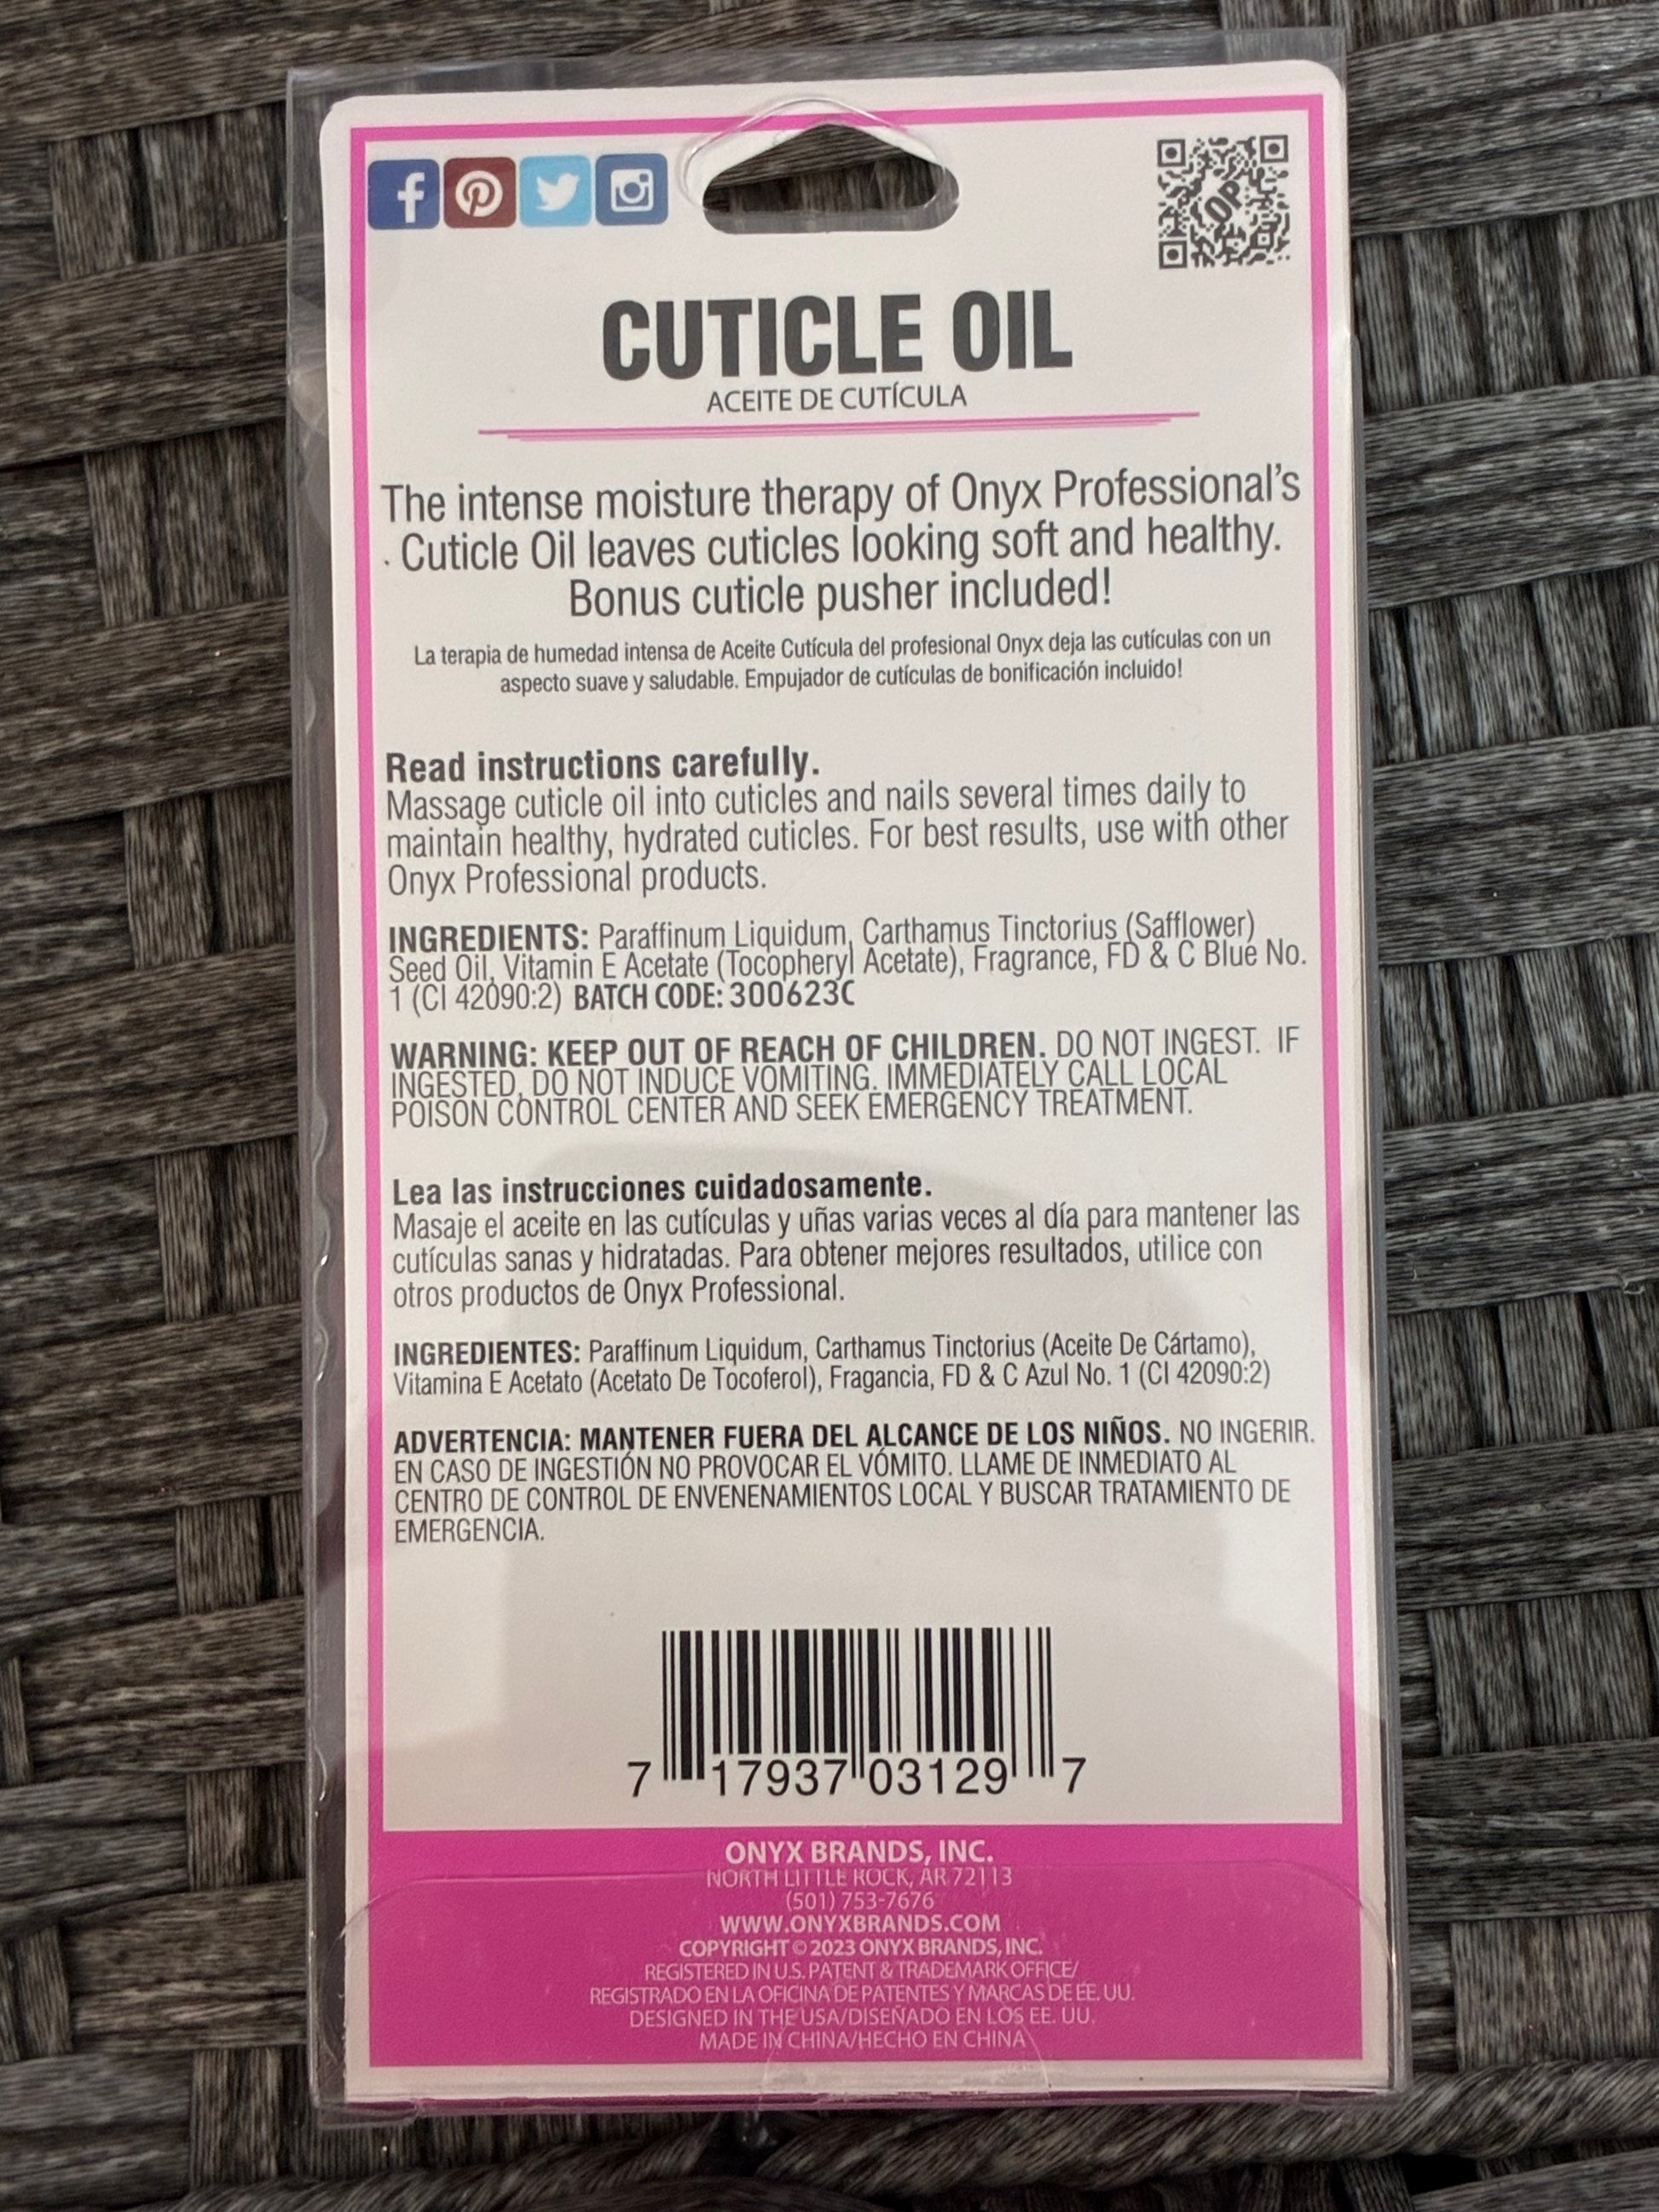 CUTICLE OIL
ACEITE DE CUTÍCULA
The intense moisture therapy of Onyx Professional's
Cuticle Oil leaves cuticles looking soft and healthy.
Bonus cuticle pusher included!
La terapia de humedad intensa de Aceite Cutícula del profesional Onyx deja las cutículas con un
aspecto suave y saludable. Empujador de cutículas de bonificación incluido!
Read instructions carefully.
Massage cuticle oil into cuticles and nails several times daily to
maintain healthy, hydrated cuticles. For best results, use with other
Onyx Professional products.
INGREDIENTS: Paraffinum Liquidum, Carthamus Tinctorius (Safflower)
Seed Oil, Vitamin E Acetate (Tocopheryl Acetate), Fragrance, FD & C Blue No.
1 (CI 42090:2) BATCH CODE: 300623C
WARNING: KEEP OUT OF REACH OF CHILDREN. DO NOT INGEST. IF
INGESTED, DO NOT INDUCE VOMITING. IMMEDIATELY CALL LOCAL
POISON CONTROL CENTER AND SEEK EMERGENCY TREATMENT.
Lea las instrucciones cuidadosamente.
Masaje el aceite en las cutículas y uñas varias veces al día para mantener las
cutículas sanas y hidratadas. Para obtener mejores resultados, utilice con
otros productos de Onyx Professional.
INGREDIENTES: Paraffinum Liquidum, Carthamus Tinctorius (Aceite De Cártamo),
Vitamina E Acetato (Acetato De Tocoferol), Fragancia, FD & C Azul No. 1 (CI 42090:2)
ADVERTENCIA: MANTENER FUERA DEL ALCANCE DE LOS NIÑOS. NO INGERIR.
EN CASO DE INGESTIÓN NO PROVOCAR EL VÓMITO. LLAME DE INMEDIATO AL
CENTRO DE CONTROL DE ENVENENAMIENTOS LOCAL Y BUSCAR TRATAMIENTO DE
EMERGENCIA.
7 17937 03129 7
ONYX BRANDS, INC.
NORTH LITTLE ROCK, AR 72113
(501) 753-7676
WWW.ONYXBRANDS.COM
COPYRIGHT © 2023 ONYX BRANDS, INC.
REGISTERED IN U.S. PATENT & TRADEMARK OFFICE/
REGISTRADO EN LA OFICINA DE PATENTES Y MARCAS DE EE. UU.
DESIGNED IN THE USA/DISEÑADO EN LOS EE. UU.
MADE IN CHINA/HECHO EN CHINA